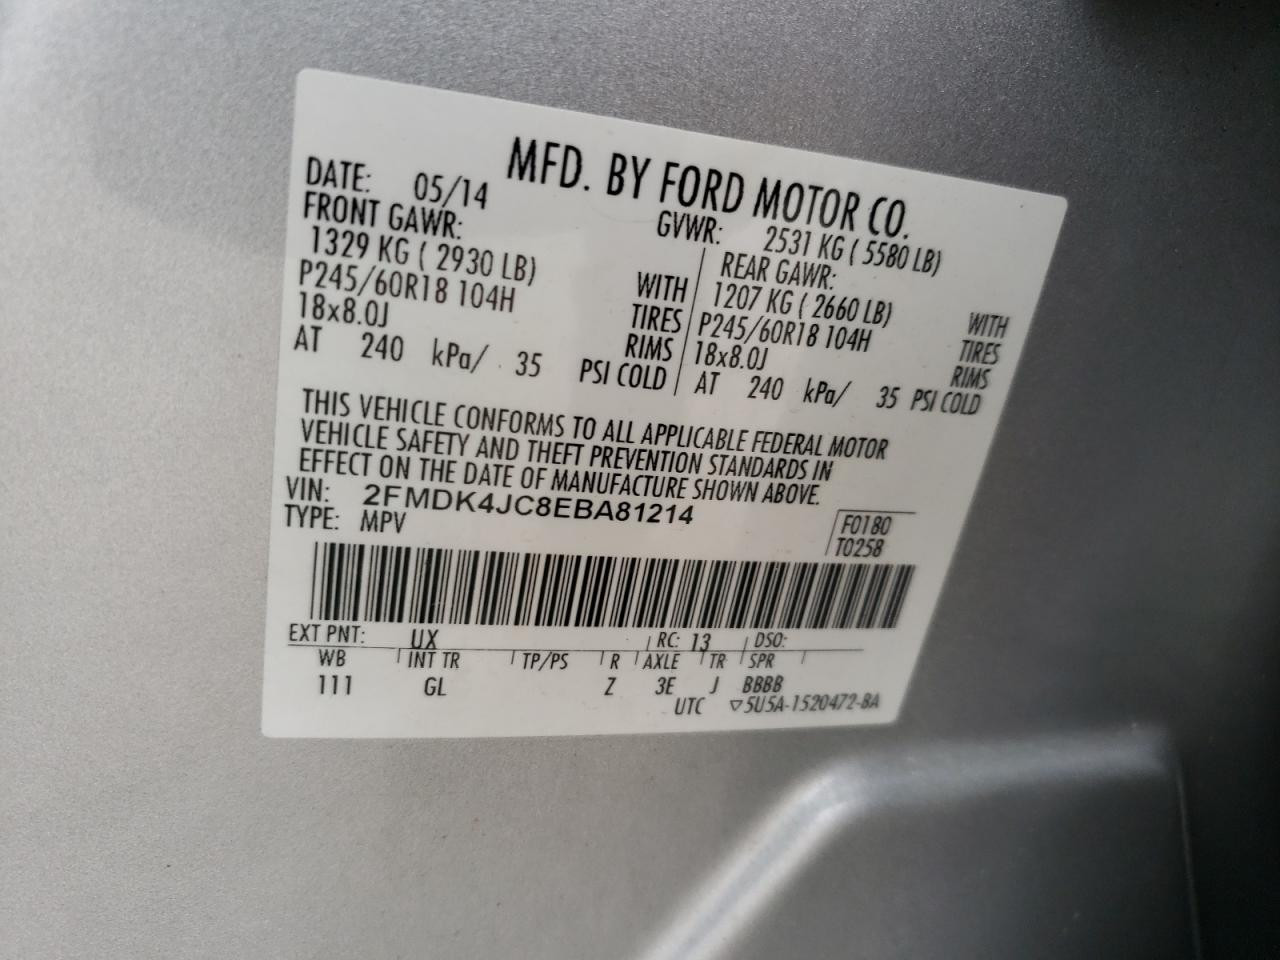 MFD. BY FORD MOTOR CO.
DATE: 05/14 GVWR: 2531 KG ( 5580 LB)
FRONT GAWR: REAR GAWR:
1329 KG ( 2930 LB) WITH 1207 KG ( 2660 LB) WITH
P245/60R18 104H TIRES P245/60R18 104H TIRES
18x8.0J RIMS 18x8.0J RIMS
AT 240 kPa/ 35 PSI COLD AT 240 kPa/ 35 PSI COLD
THIS VEHICLE CONFORMS TO ALL APPLICABLE FEDERAL MOTOR
VEHICLE SAFETY AND THEFT PREVENTION STANDARDS IN
EFFECT ON THE DATE OF MANUFACTURE SHOWN ABOVE.
VIN: 2FMDK4JC8EBA81214
TYPE: MPV
F0180
T0258
EXT PNT: UX RC: 13 DSO:
WB INT TR TP/PS R AXLE TR SPR
111 GL Z 3E J BBBB
UTC ▽5U5A-1520472-BA